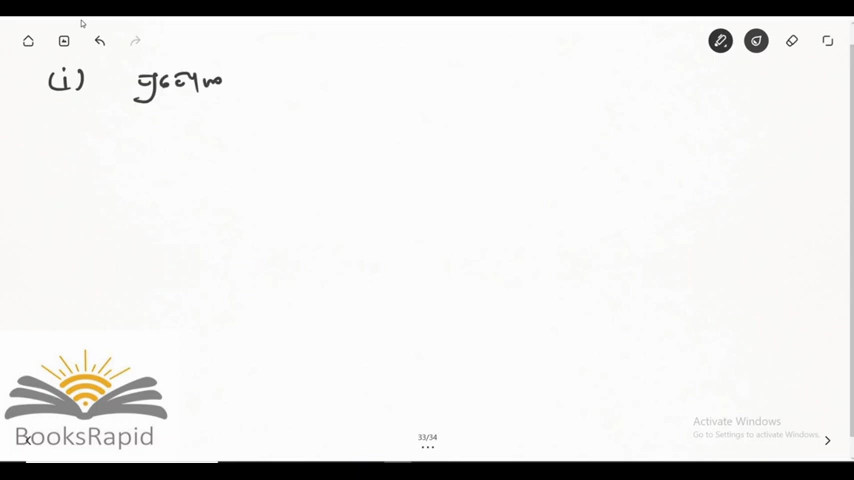 (i)
33/34
Activate Windows
Go to Settings to activate Windows.
BooksRapid